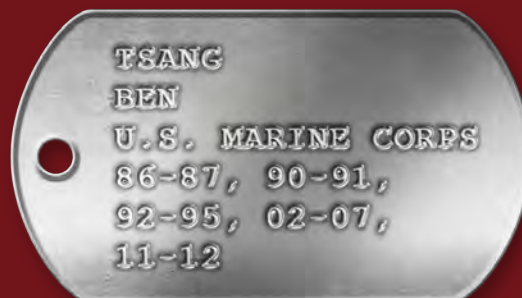 TSANG
BEN
U.S. MARINE CORPS
86-87, 90-91,
92-95, 02-07,
11-12